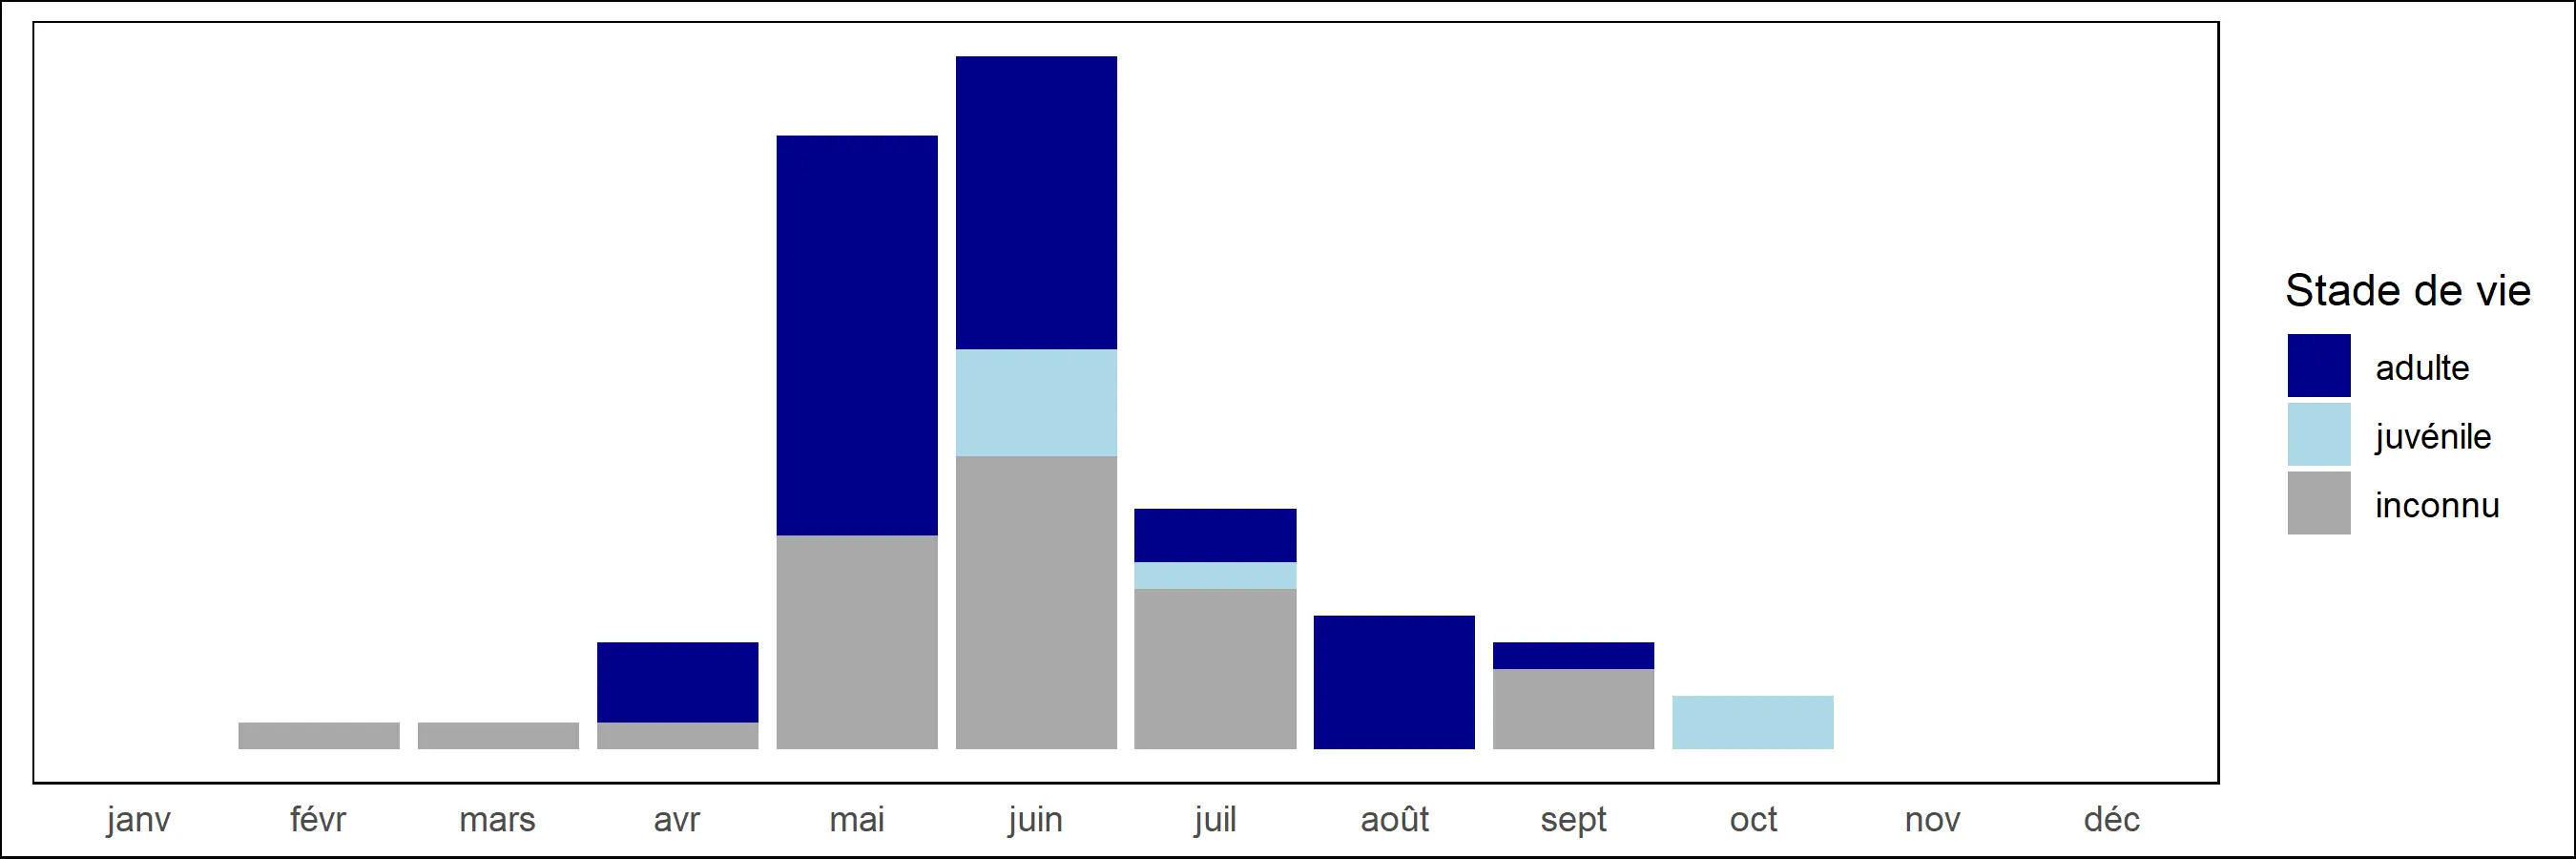 Stade de vie
adulte
juvénile
inconnu
janv févr mars avr mai juin juil août sept oct nov déc